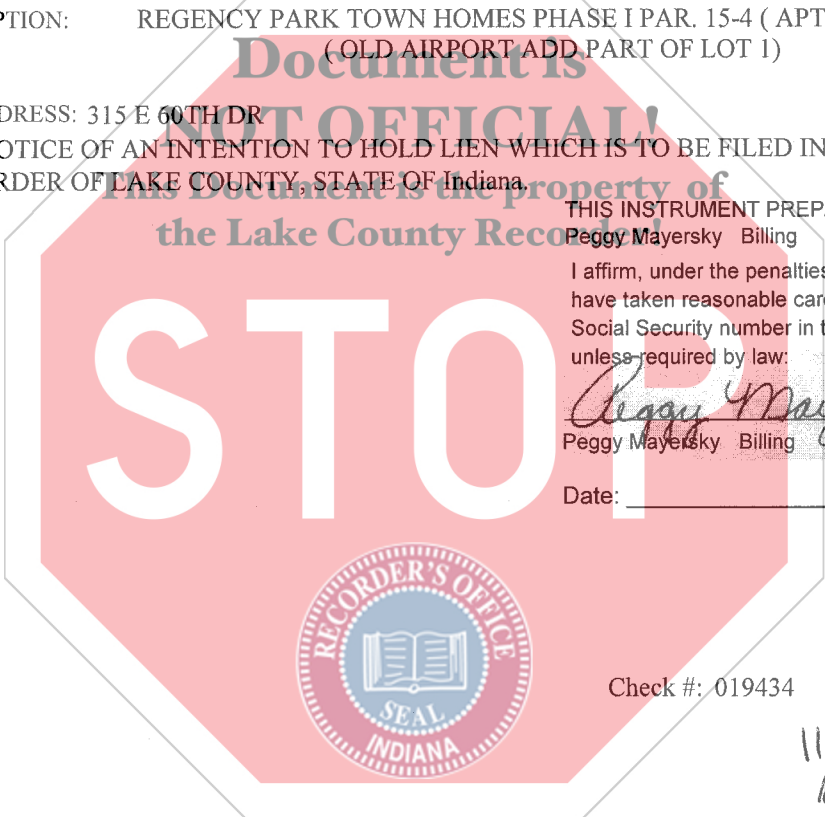 PTION: REGENCY PARK TOWN HOMES PHASE I PAR. 15-4 ( APT
( OLD AIRPORT ADD PART OF LOT 1)
Document is
DRESS: 315 E 60TH DR
NOT OFFICIAL!
OTICE OF AN INTENTION TO HOLD LIEN WHICH IS TO BE FILED IN
RDER OF LAKE COUNTY, STATE OF Indiana.
This Document is the property of
the Lake County Recorder!
THIS INSTRUMENT PREP
Peggy Mayersky Billing
I affirm, under the penalties
have taken reasonable car
Social Security number in t
unless required by law:
Peggy May
Peggy Mayersky Billing
Date:
STOP
RECORDER'S OFFICE
SEAL
INDIANA
Check #: 019434
11